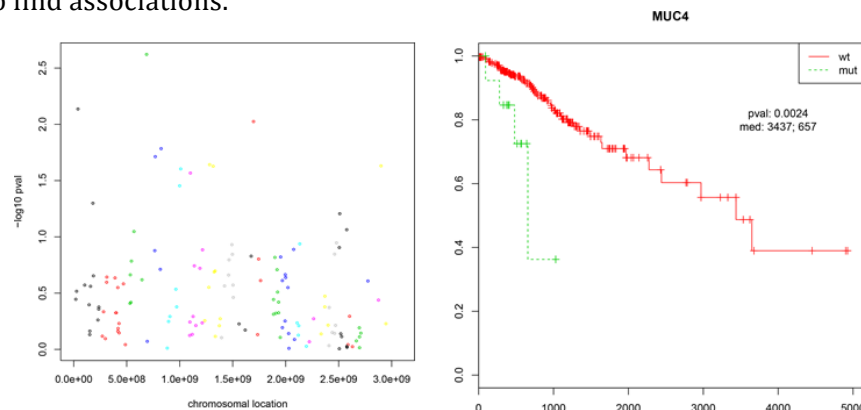 to find associations.
MUC4
wt
mut
pval: 0.0024
med: 3437; 657
−log10 pval
2.5
2.0
1.5
1.0
0.5
0.0
0.0e+00 5.0e+08 1.0e+09 1.5e+09 2.0e+09 2.5e+09 3.0e+09
chromosomal location
1.0
0.8
0.6
0.4
0.2
0.0
0 1000 2000 3000 4000 5000